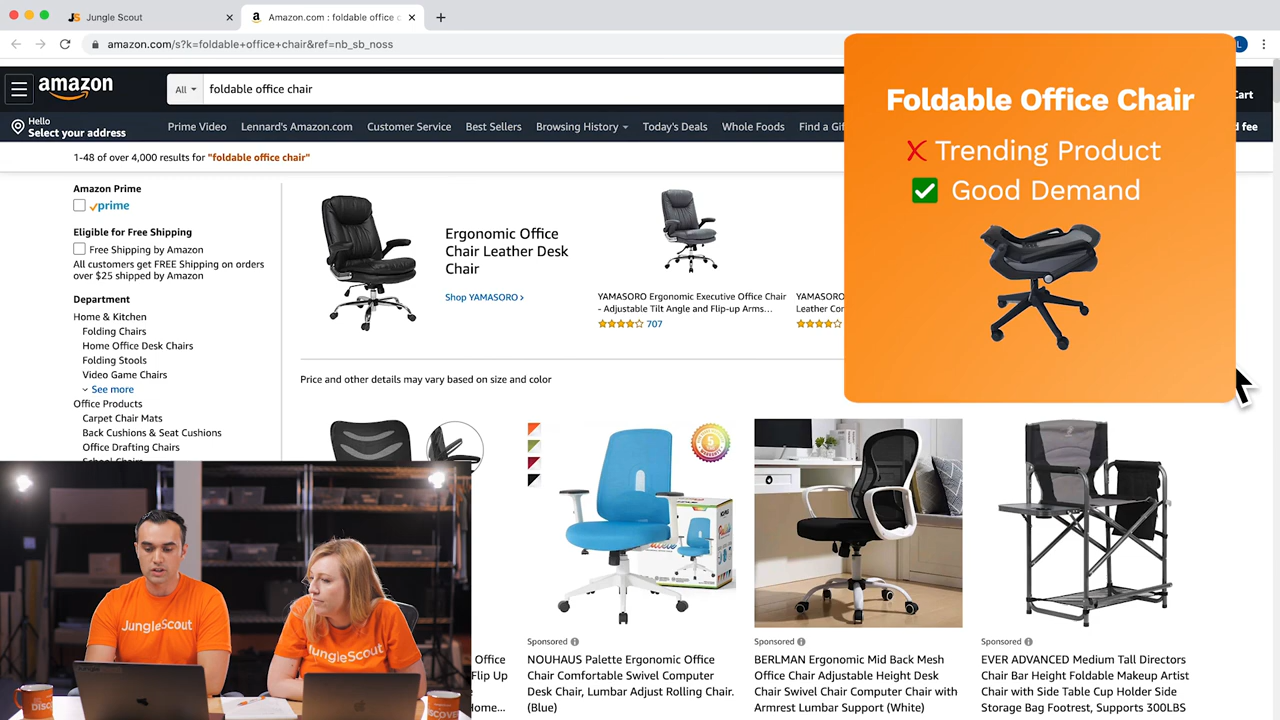 Jungle Scout
Amazon.com : foldable office c
amazon.com/s?k=foldable+office+chair&ref=nb_sb_noss
L
amazon
All
foldable office chair
Cart
Hello
Select your address
Prime Video
Lennard's Amazon.com
Customer Service
Best Sellers
Browsing History
Today's Deals
Whole Foods
Find a Gif
d fee
1-48 of over 4,000 results for "foldable office chair"
Foldable Office Chair
Trending Product
Good Demand
Amazon Prime
prime
Eligible for Free Shipping
Free Shipping by Amazon
All customers get FREE Shipping on orders
over $25 shipped by Amazon
Department
Home & Kitchen
Folding Chairs
Home Office Desk Chairs
Folding Stools
Video Game Chairs
See more
Office Products
Carpet Chair Mats
Back Cushions & Seat Cushions
Office Drafting Chairs
Ergonomic Office
Chair Leather Desk
Chair
Shop YAMASORO ›
YAMASORO Ergonomic Executive Office Chair
- Adjustable Tilt Angle and Flip-up Arms...
707
YAMASORO
Leather Cor
Price and other details may vary based on size and color
Office
Flip Up
Home...
Sponsored
NOUHAUS Palette Ergonomic Office
Chair Comfortable Swivel Computer
Desk Chair, Lumbar Adjust Rolling Chair.
(Blue)
Sponsored
BERLMAN Ergonomic Mid Back Mesh
Office Chair Adjustable Height Desk
Chair Swivel Chair Computer Chair with
Armrest Lumbar Support (White)
Sponsored
EVER ADVANCED Medium Tall Directors
Chair Bar Height Foldable Makeup Artist
Chair with Side Table Cup Holder Side
Storage Bag Footrest, Supports 300LBS
JungleScout
JungleScout
DISC
DISCOVER